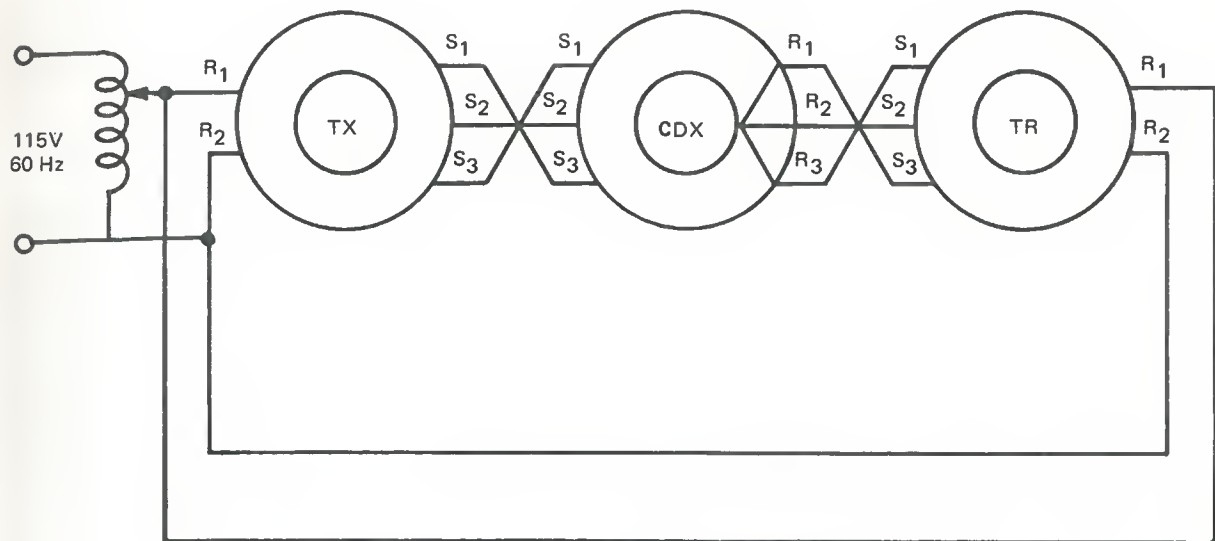 115V
60 Hz
R1
R2
TX
S1
S2
S3
S1
S2
S3
CDX
R1
R2
R3
S1
S2
S3
TR
R1
R2